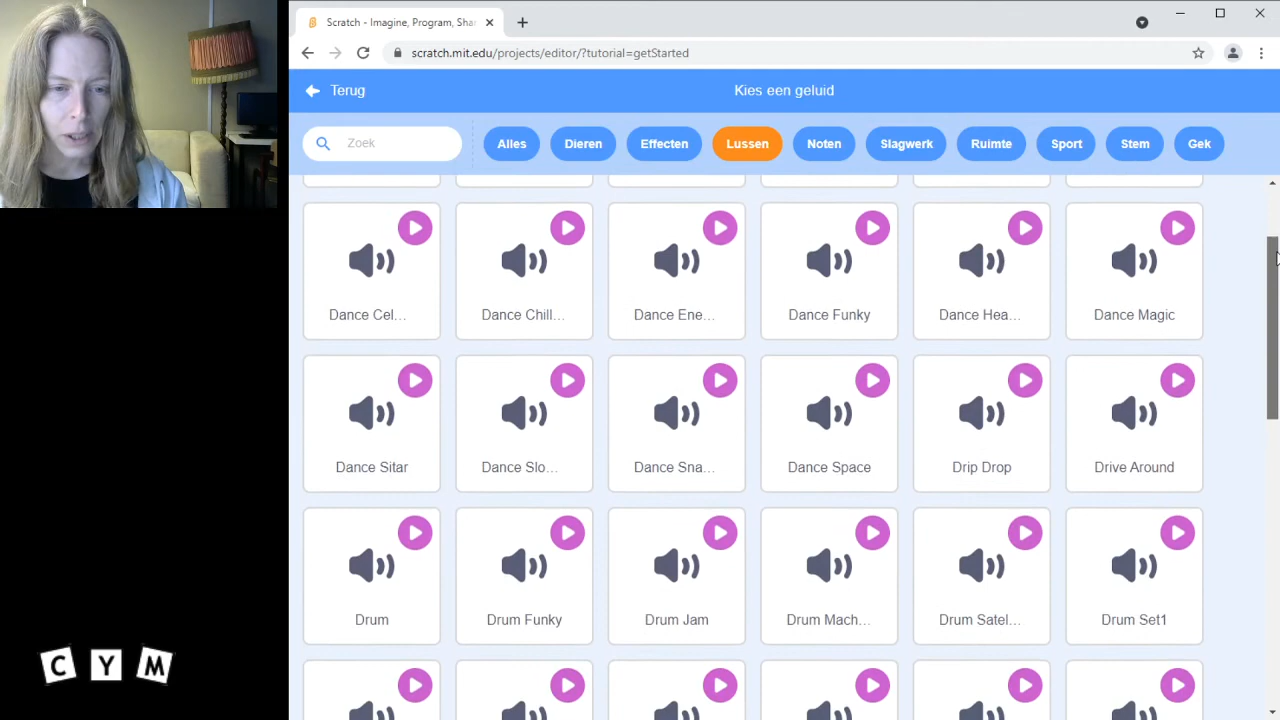 Scratch - Imagine, Program, Sha
scratch.mit.edu/projects/editor/?tutorial=getStarted
Terug
Kies een geluid
Zoek
Alles
Dieren
Effecten
Lussen
Noten
Slagwerk
Ruimte
Sport
Stem
Gek
Dance Cel...
Dance Chill...
Dance Ene...
Dance Funky
Dance Hea...
Dance Magic
Dance Sitar
Dance Slo...
Dance Sna...
Dance Space
Drip Drop
Drive Around
Drum
Drum Funky
Drum Jam
Drum Mach...
Drum Satel...
Drum Set1
CYM